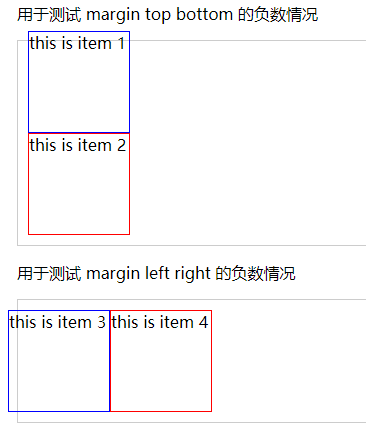 用于测试 margin top bottom 的负数情况
this is item 1
this is item 2
用于测试 margin left right 的负数情况
this is item 3 this is item 4